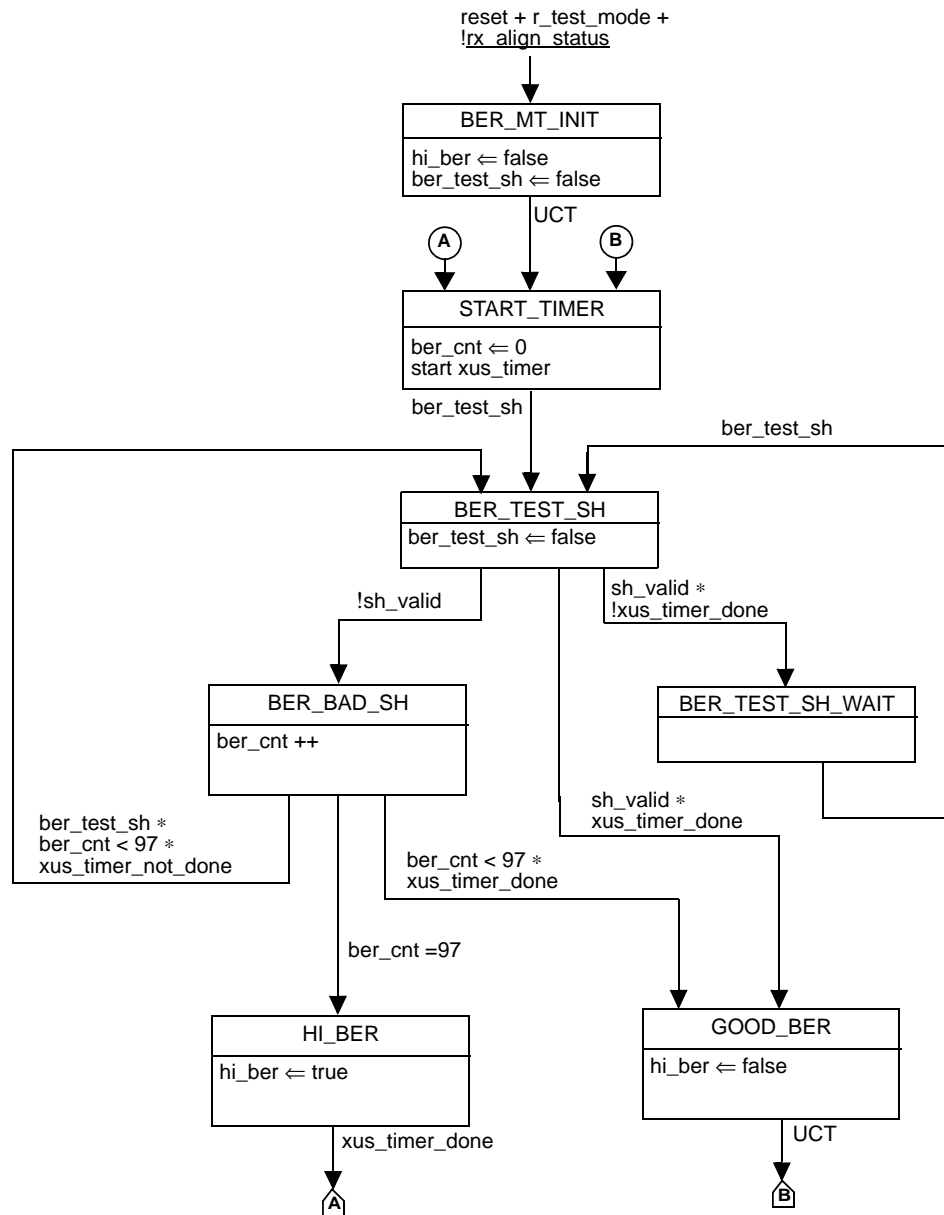 reset + r_test_mode +
!rx_align_status
BER_MT_INIT
hi_ber ⇐ false
ber_test_sh ⇐ false
UCT
A
B
START_TIMER
ber_cnt ⇐ 0
start xus_timer
ber_test_sh
ber_test_sh
BER_TEST_SH
ber_test_sh ⇐ false
!sh_valid
sh_valid *
!xus_timer_done
BER_BAD_SH
ber_cnt ++
BER_TEST_SH_WAIT
ber_test_sh *
ber_cnt < 97 *
xus_timer_not_done
ber_cnt < 97 *
xus_timer_done
sh_valid *
xus_timer_done
ber_cnt =97
HI_BER
hi_ber ⇐ true
GOOD_BER
hi_ber ⇐ false
xus_timer_done
UCT
A
B